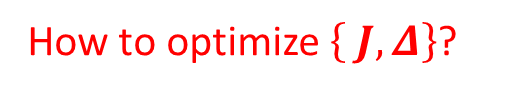 How to optimize {J, Δ}?